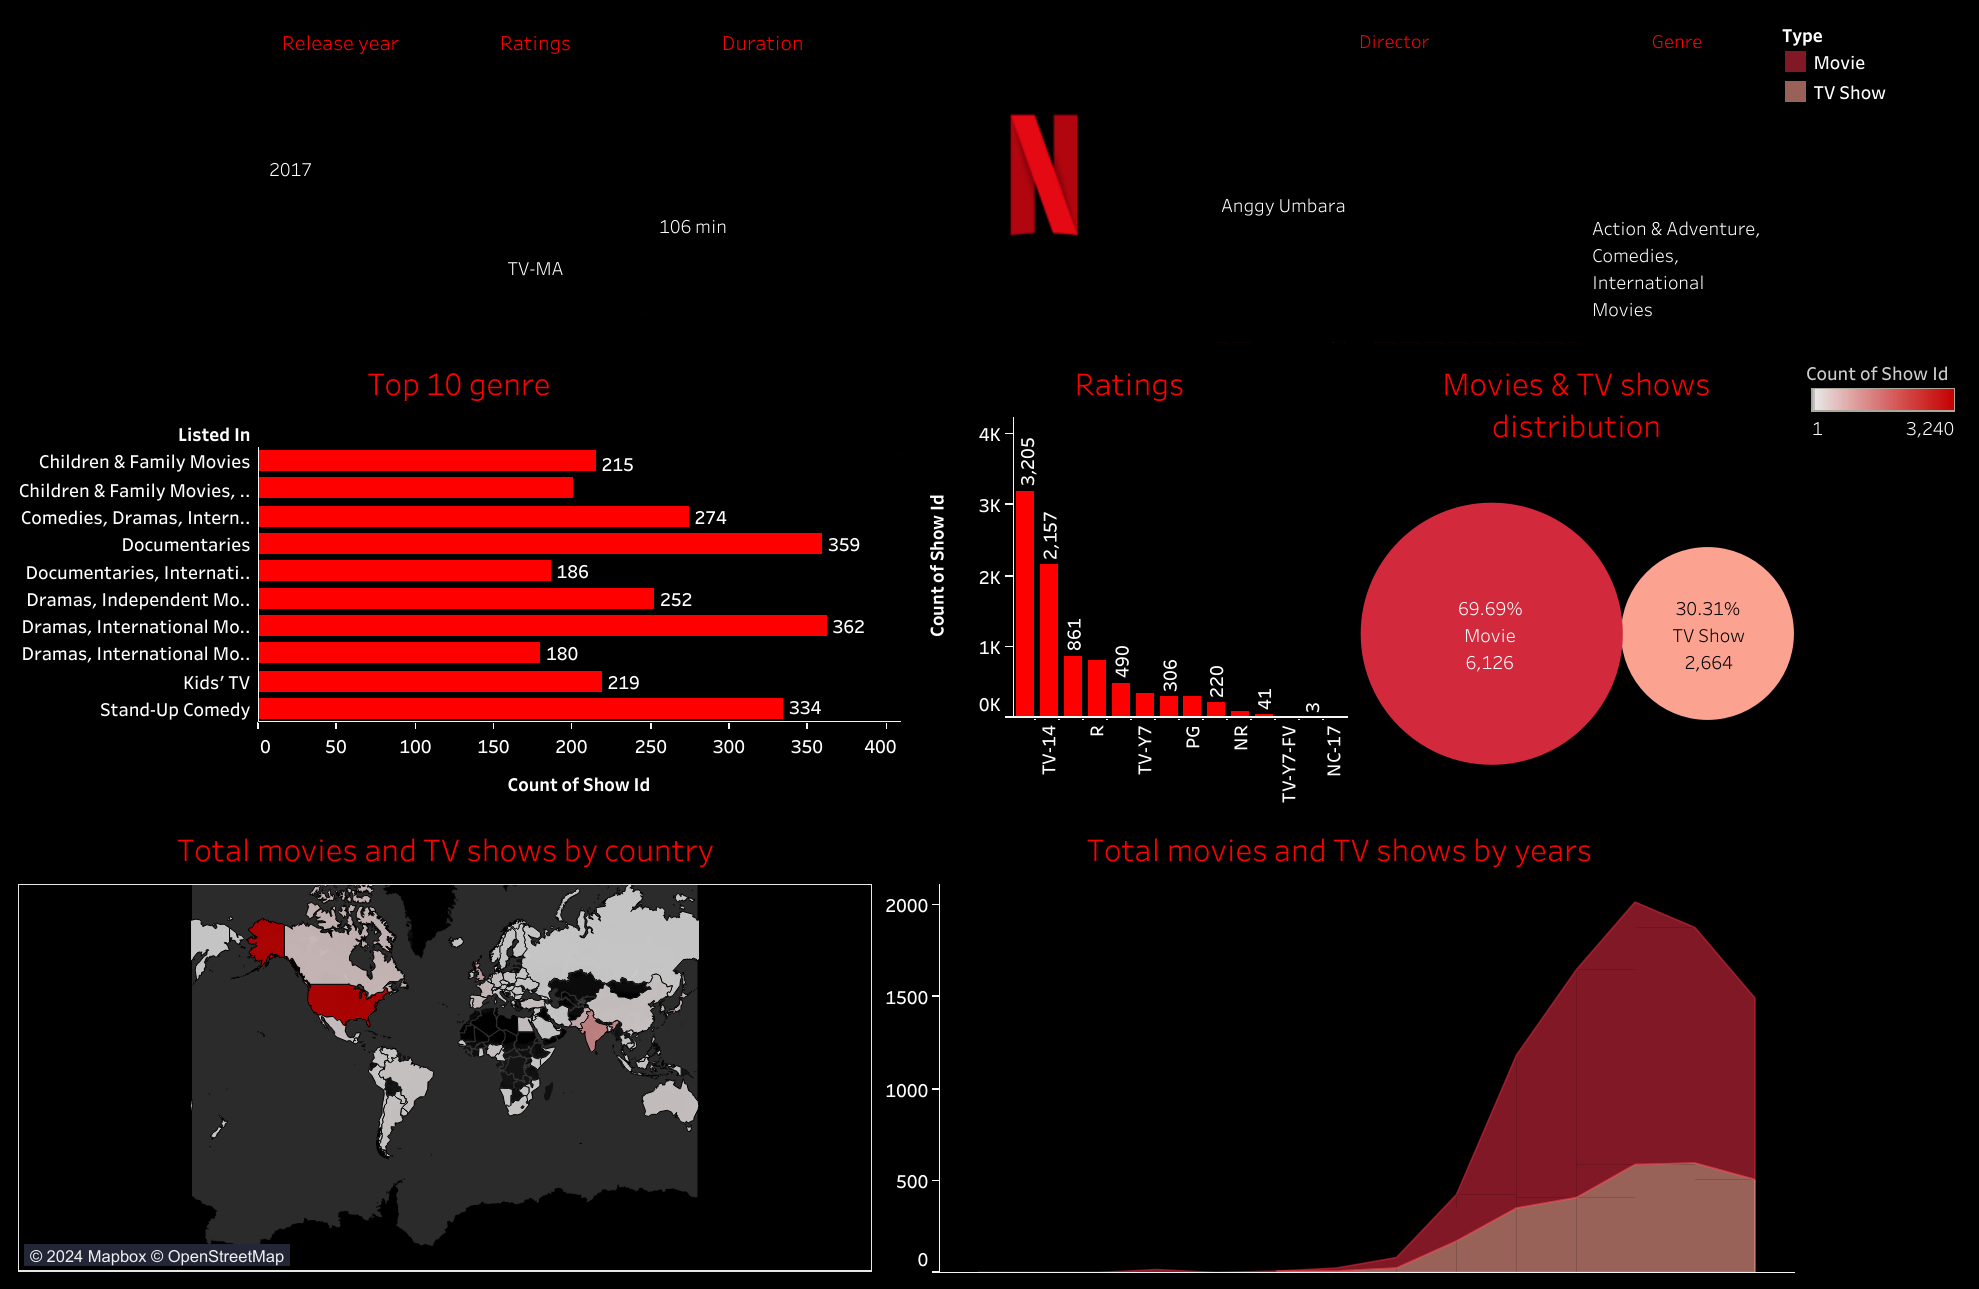 Release year
Ratings
Duration
Director
Genre
Type
Movie
TV Show
2017
106 min
TV-MA
N
Anggy Umbara
Action & Adventure,
Comedies,
International
Movies
Top 10 genre
Listed In
Children & Family Movies 215
Children & Family Movies, ..
Comedies, Dramas, Intern.. 274
Documentaries 359
Documentaries, Internati.. 186
Dramas, Independent Mo.. 252
Dramas, International Mo.. 362
Dramas, International Mo.. 180
Kids’ TV 219
Stand-Up Comedy 334
0 50 100 150 200 250 300 350 400
Count of Show Id
Ratings
Count of Show Id
4K
3K
2K
1K
0K
3,205
2,157
861
490
306
220
41
3
TV-14
R
TV-Y7
PG
NR
TV-Y7-FV
NC-17
Movies & TV shows
distribution
69.69%
Movie
6,126
30.31%
TV Show
2,664
Count of Show Id
1 3,240
Total movies and TV shows by country
© 2024 Mapbox © OpenStreetMap
Total movies and TV shows by years
2000
1500
1000
500
0